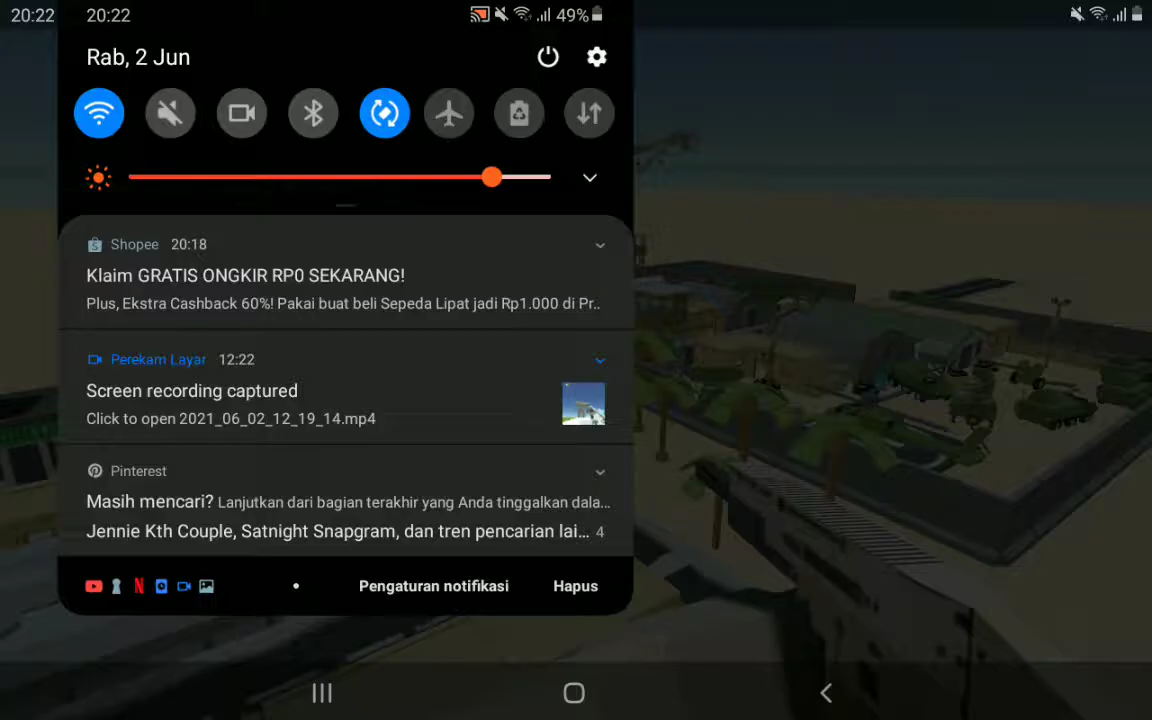 20:22
20:22
49%
Rab, 2 Jun
Shopee 20:18
Klaim GRATIS ONGKIR RP0 SEKARANG!
Plus, Ekstra Cashback 60%! Pakai buat beli Sepeda Lipat jadi Rp1.000 di Pr..
Perekam Layar 12:22
Screen recording captured
Click to open 2021_06_02_12_19_14.mp4
Pinterest
Masih mencari? Lanjutkan dari bagian terakhir yang Anda tinggalkan dala...
Jennie Kth Couple, Satnight Snapgram, dan tren pencarian lai... 4
Pengaturan notifikasi Hapus